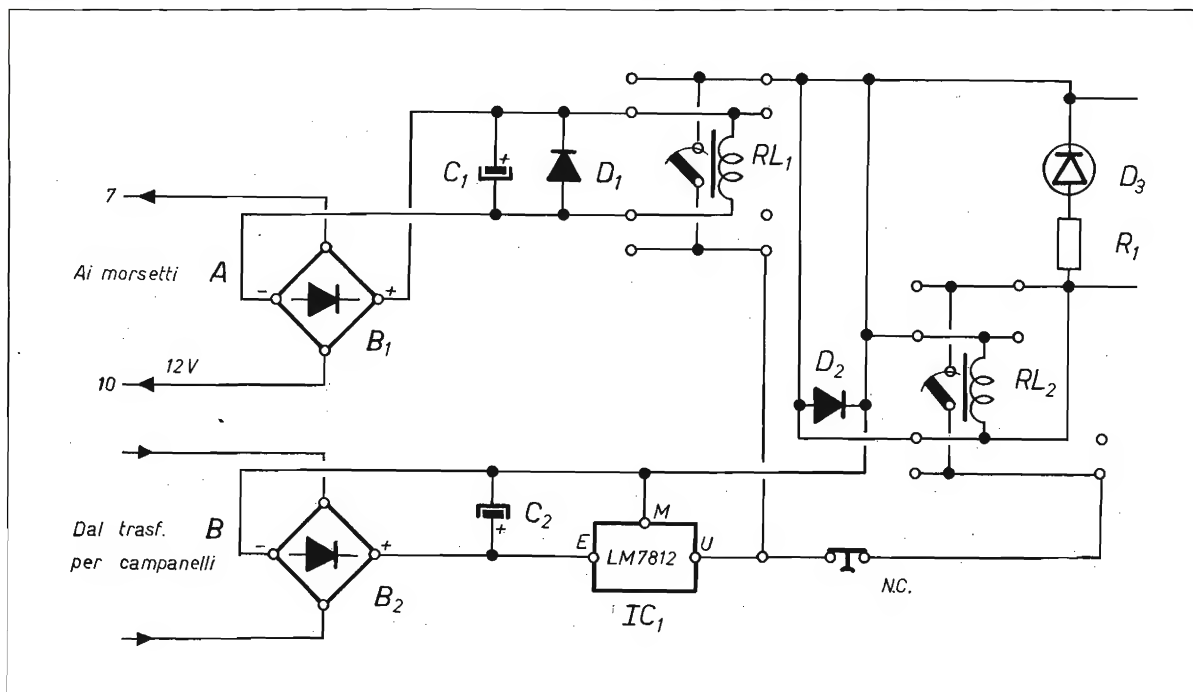 7
Ai morsetti
A
-
+
B1
10
12V
C1
+
D1
RL1
D3
R1
D2
RL2
Dal trasf.
per campanelli
B
-
+
B2
C2
+
E
M
U
LM7812
IC1
N.C.